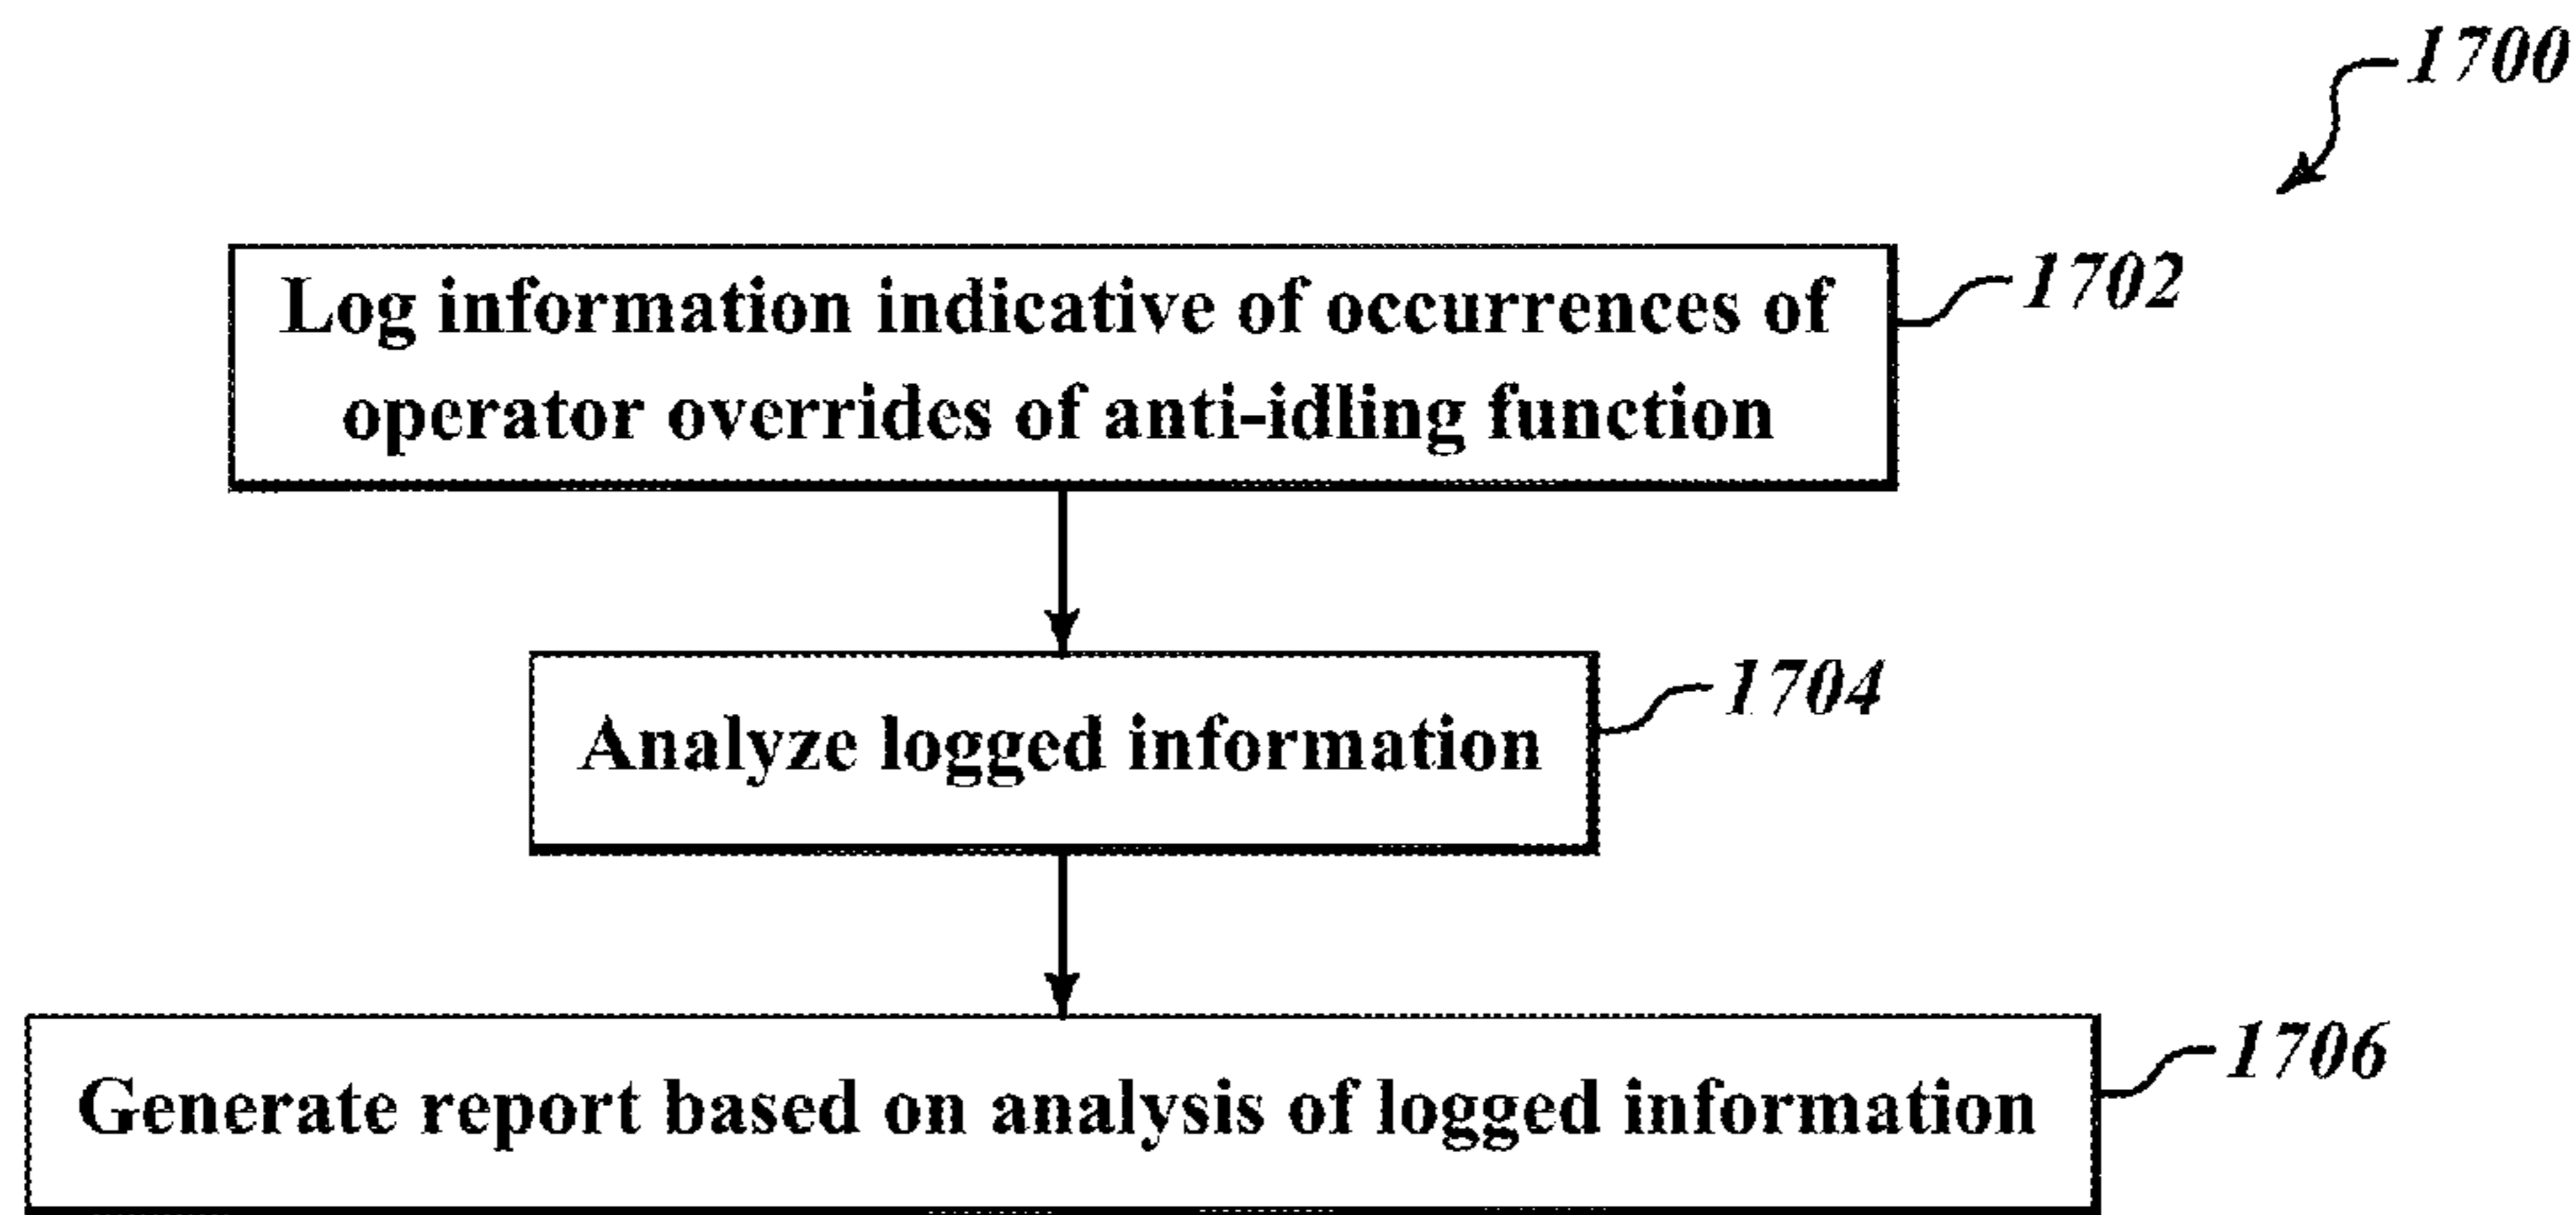 1700
Log information indicative of occurrences of
1702
operator overrides of anti-idling function
Analyze logged information
1704
Generate report based on analysis of logged information
1706